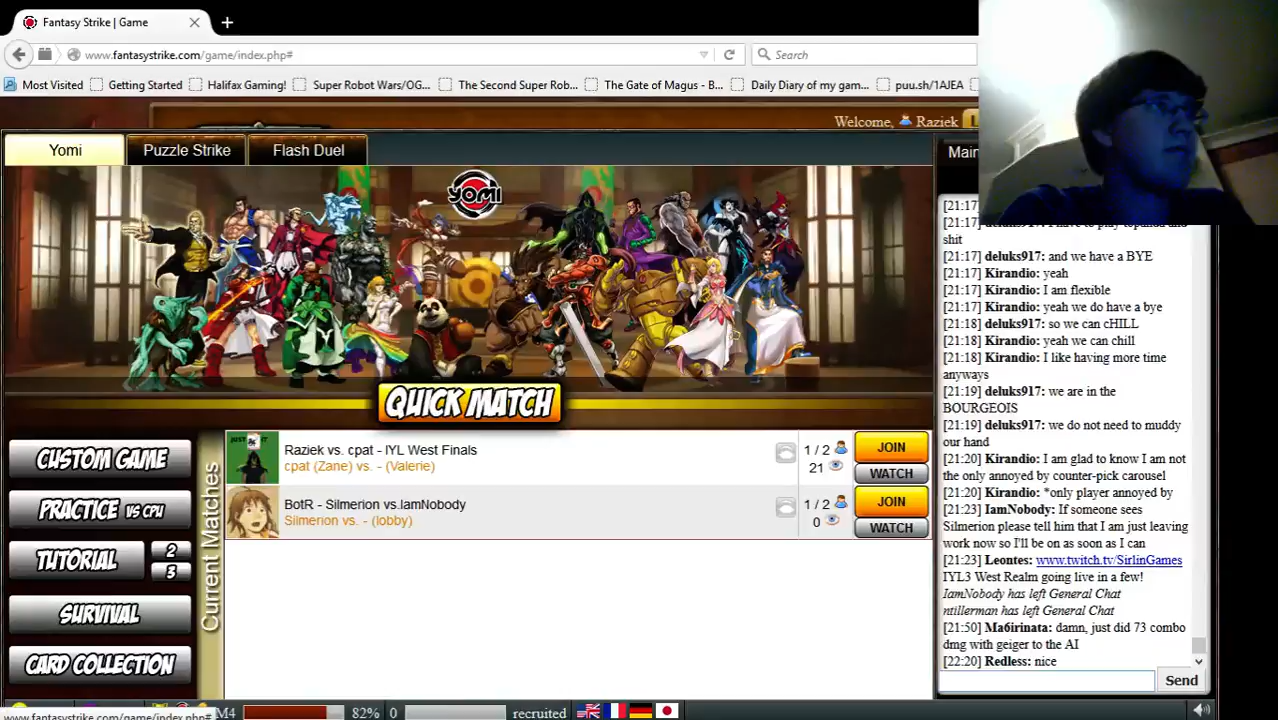 Fantasy Strike | Game
www.fantasystrike.com/game/index.php#
Search
Most Visited Getting Started Halifax Gaming! Super Robot Wars/OG... The Second Super Rob... The Gate of Magus - B... Daily Diary of my gam... puu.sh/1AJEA
Welcome, Raziek
Yomi Puzzle Strike Flash Duel
Main
YOMI
QUICK MATCH
CUSTOM GAME
PRACTICE VS CPU
TUTORIAL 2
3
SURVIVAL
CARD COLLECTION
Current Matches
Raziek vs. cpat - IYL West Finals
cpat (Zane) vs. - (Valerie)
1 / 2
21
JOIN
WATCH
BotR - Silmerion vs.IamNobody
Silmerion vs. - (lobby)
1 / 2
0
JOIN
WATCH
[21:17]
shit
[21:17] deluks917: and we have a BYE
[21:17] Kirandio: yeah
[21:17] Kirandio: I am flexible
[21:17] Kirandio: yeah we do have a bye
[21:18] deluks917: so we can cHILL
[21:18] Kirandio: yeah we can chill
[21:18] Kirandio: I like having more time
anyways
[21:19] deluks917: we are in the
BOURGEOIS
[21:19] deluks917: we do not need to muddy
our hand
[21:20] Kirandio: I am glad to know I am not
the only annoyed by counter-pick carousel
[21:20] Kirandio: *only player annoyed by
[21:23] IamNobody: If someone sees
Silmerion please tell him that I am just leaving
work now so I'll be on as soon as I can
[21:23] Leontes: www.twitch.tv/SirlinGames
IYL3 West Realm going live in a few!
IamNobody has left General Chat
ntillerman has left General Chat
[21:50] Ma6irinata: damn, just did 73 combo
dmg with geiger to the AI
[22:20] Redless: nice
Send
www.fantasystrike.com/game/index.php#
M4 82% 0 recruited